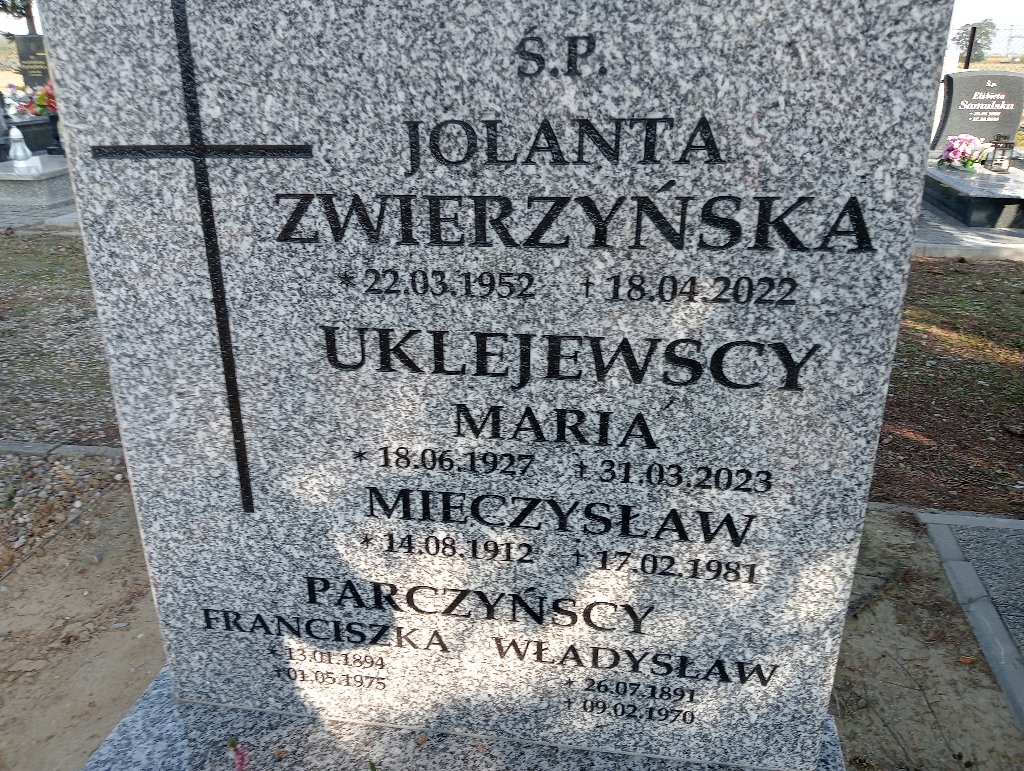 Ś.P.
JOLANTA
ZWIERZYŃSKA
* 22.03.1952 † 18.04.2022
UKLEJEWSCY
MARIA
* 18.06.1927 † 31.03.2023
MIECZYSŁAW
* 14.08.1912 † 17.02.1981
PARCZYŃSCY
FRANCISZKA WŁADYSŁAW
* 13.01.1894 * 26.07.1891
† 01.05.1975 † 09.02.1970
Ś.P.
Elżbieta
Samulska